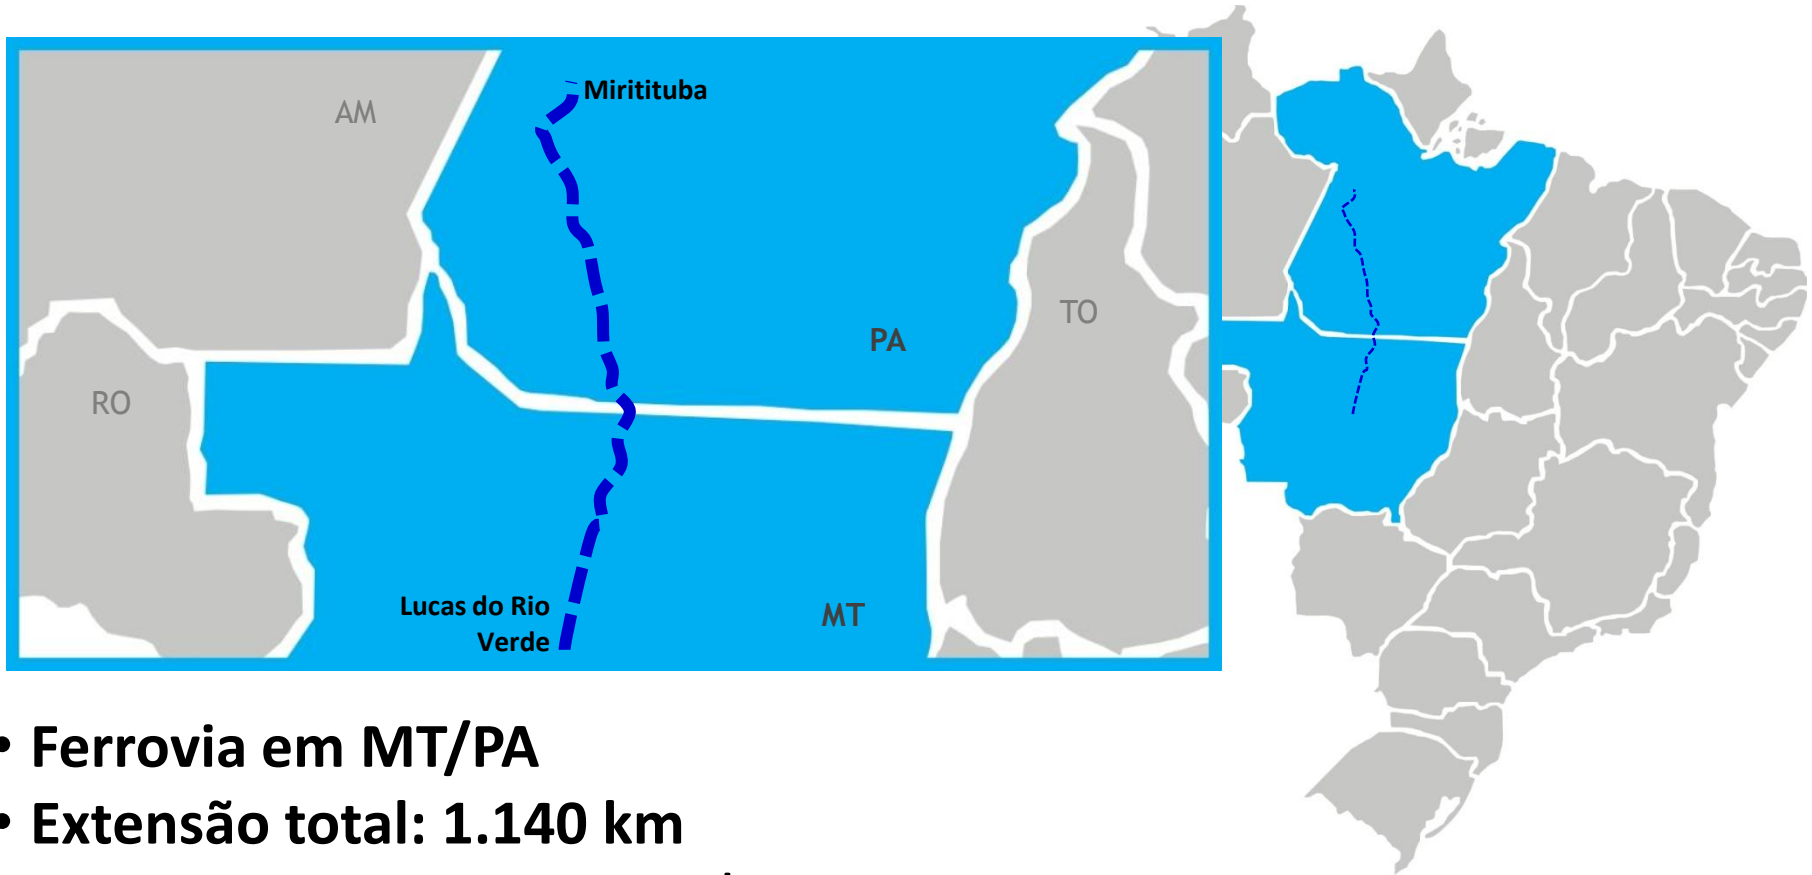 Miritituba
AM
TO
PA
RO
Lucas do Rio
Verde
MT
• Ferrovia em MT/PA
• Extensão total: 1.140 km